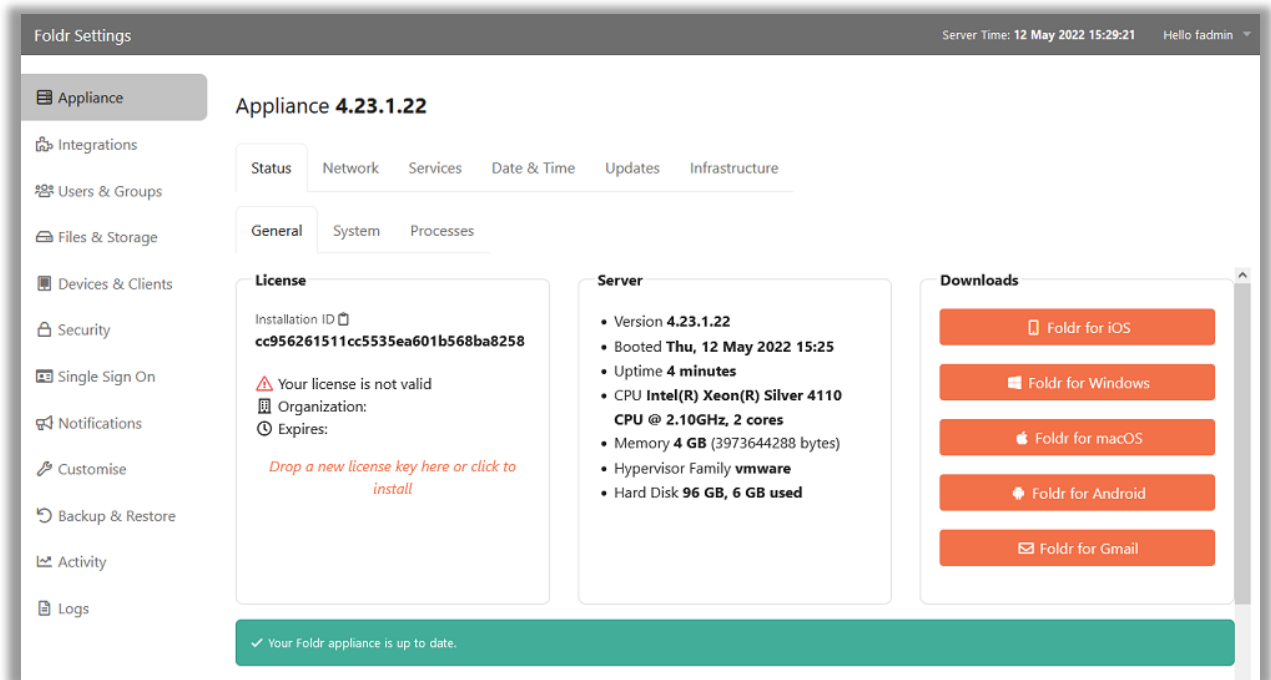 Foldr Settings
Server Time: 12 May 2022 15:29:21
Hello fadmin
Appliance
Integrations
Users & Groups
Files & Storage
Devices & Clients
Security
Single Sign On
Notifications
Customise
Backup & Restore
Activity
Logs
Appliance 4.23.1.22
Status Network Services Date & Time Updates Infrastructure
General System Processes
License
Installation ID
cc956261511cc5535ea601b568ba8258
Your license is not valid
Organization:
Expires:
Drop a new license key here or click to
install
Server
• Version 4.23.1.22
• Booted Thu, 12 May 2022 15:25
• Uptime 4 minutes
• CPU Intel(R) Xeon(R) Silver 4110
CPU @ 2.10GHz, 2 cores
• Memory 4 GB (3973644288 bytes)
• Hypervisor Family vmware
• Hard Disk 96 GB, 6 GB used
Downloads
Foldr for iOS
Foldr for Windows
Foldr for macOS
Foldr for Android
Foldr for Gmail
Your Foldr appliance is up to date.